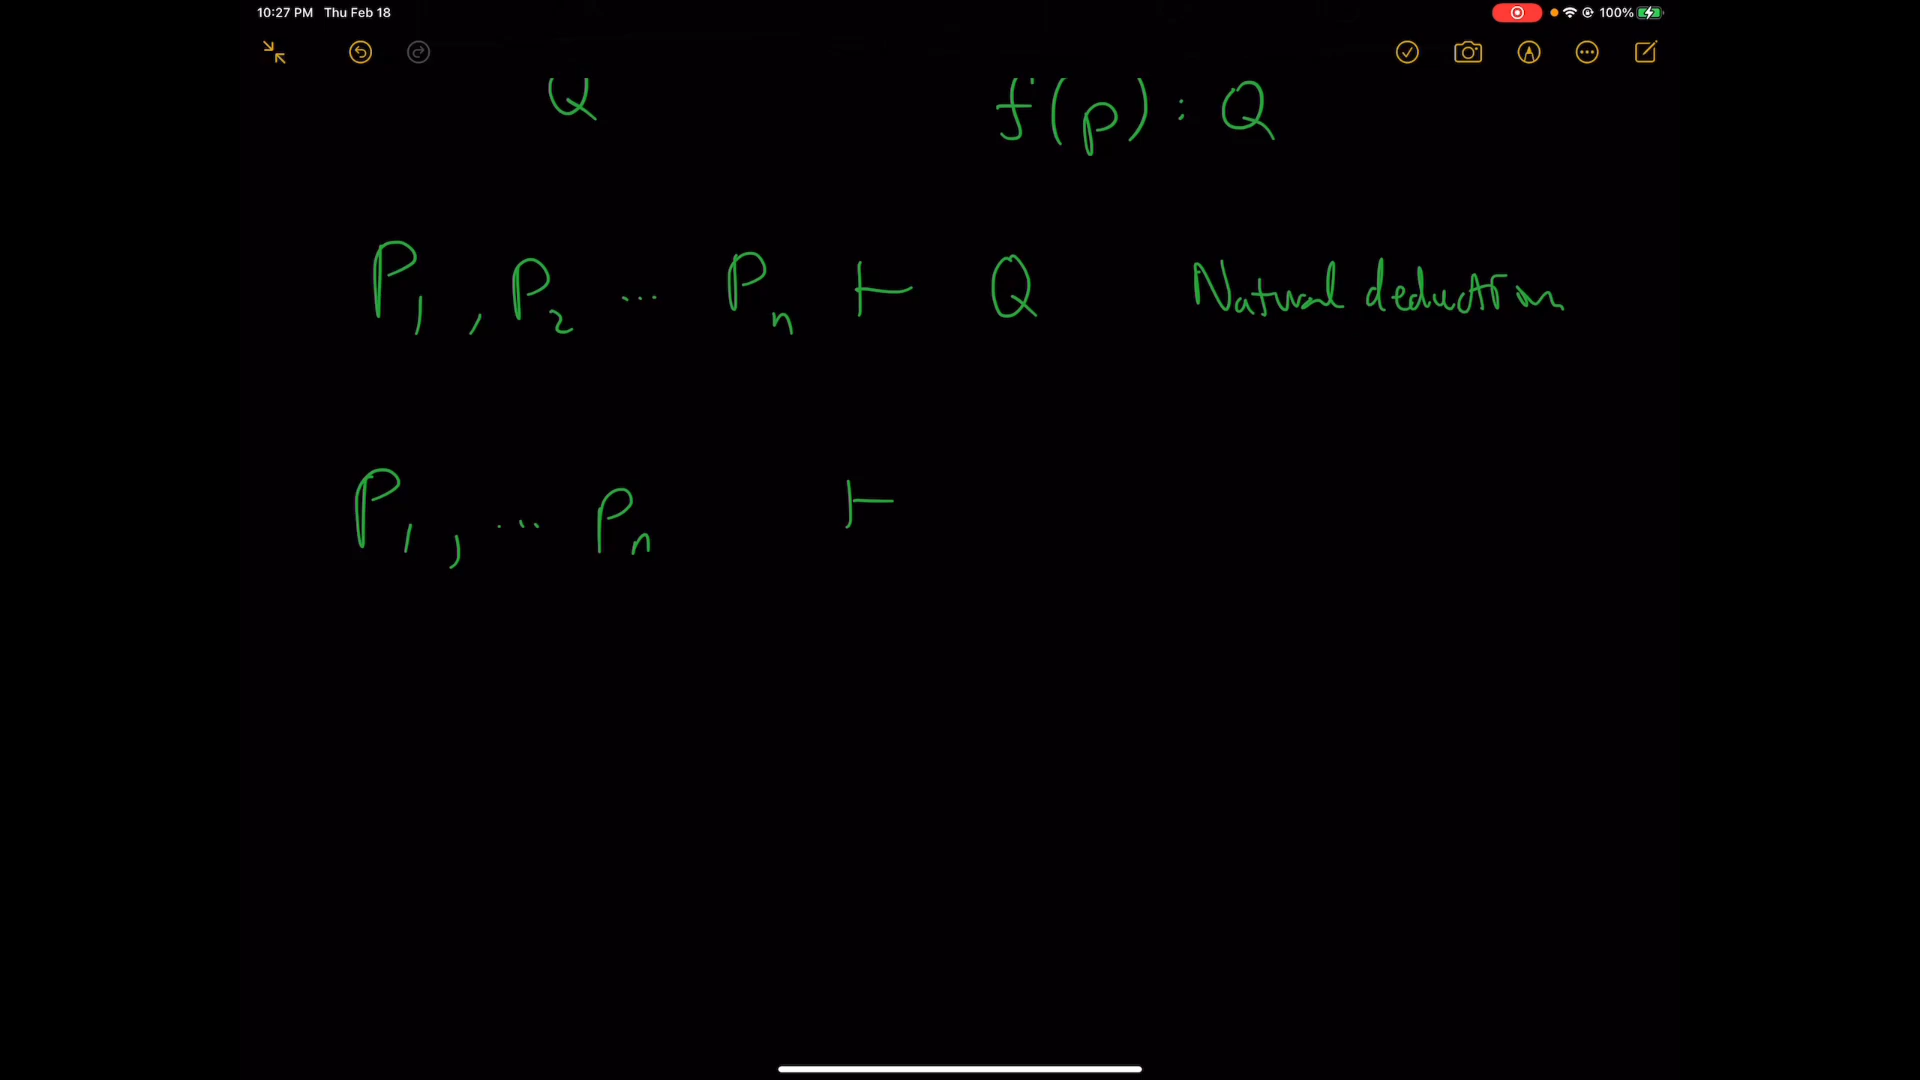 10:27 PM Thu Feb 18
100%
Q f(p) : Q
P₁ , P₂ ... Pₙ ⊢ Q Natural deduction
P₁ , ... Pₙ ⊢